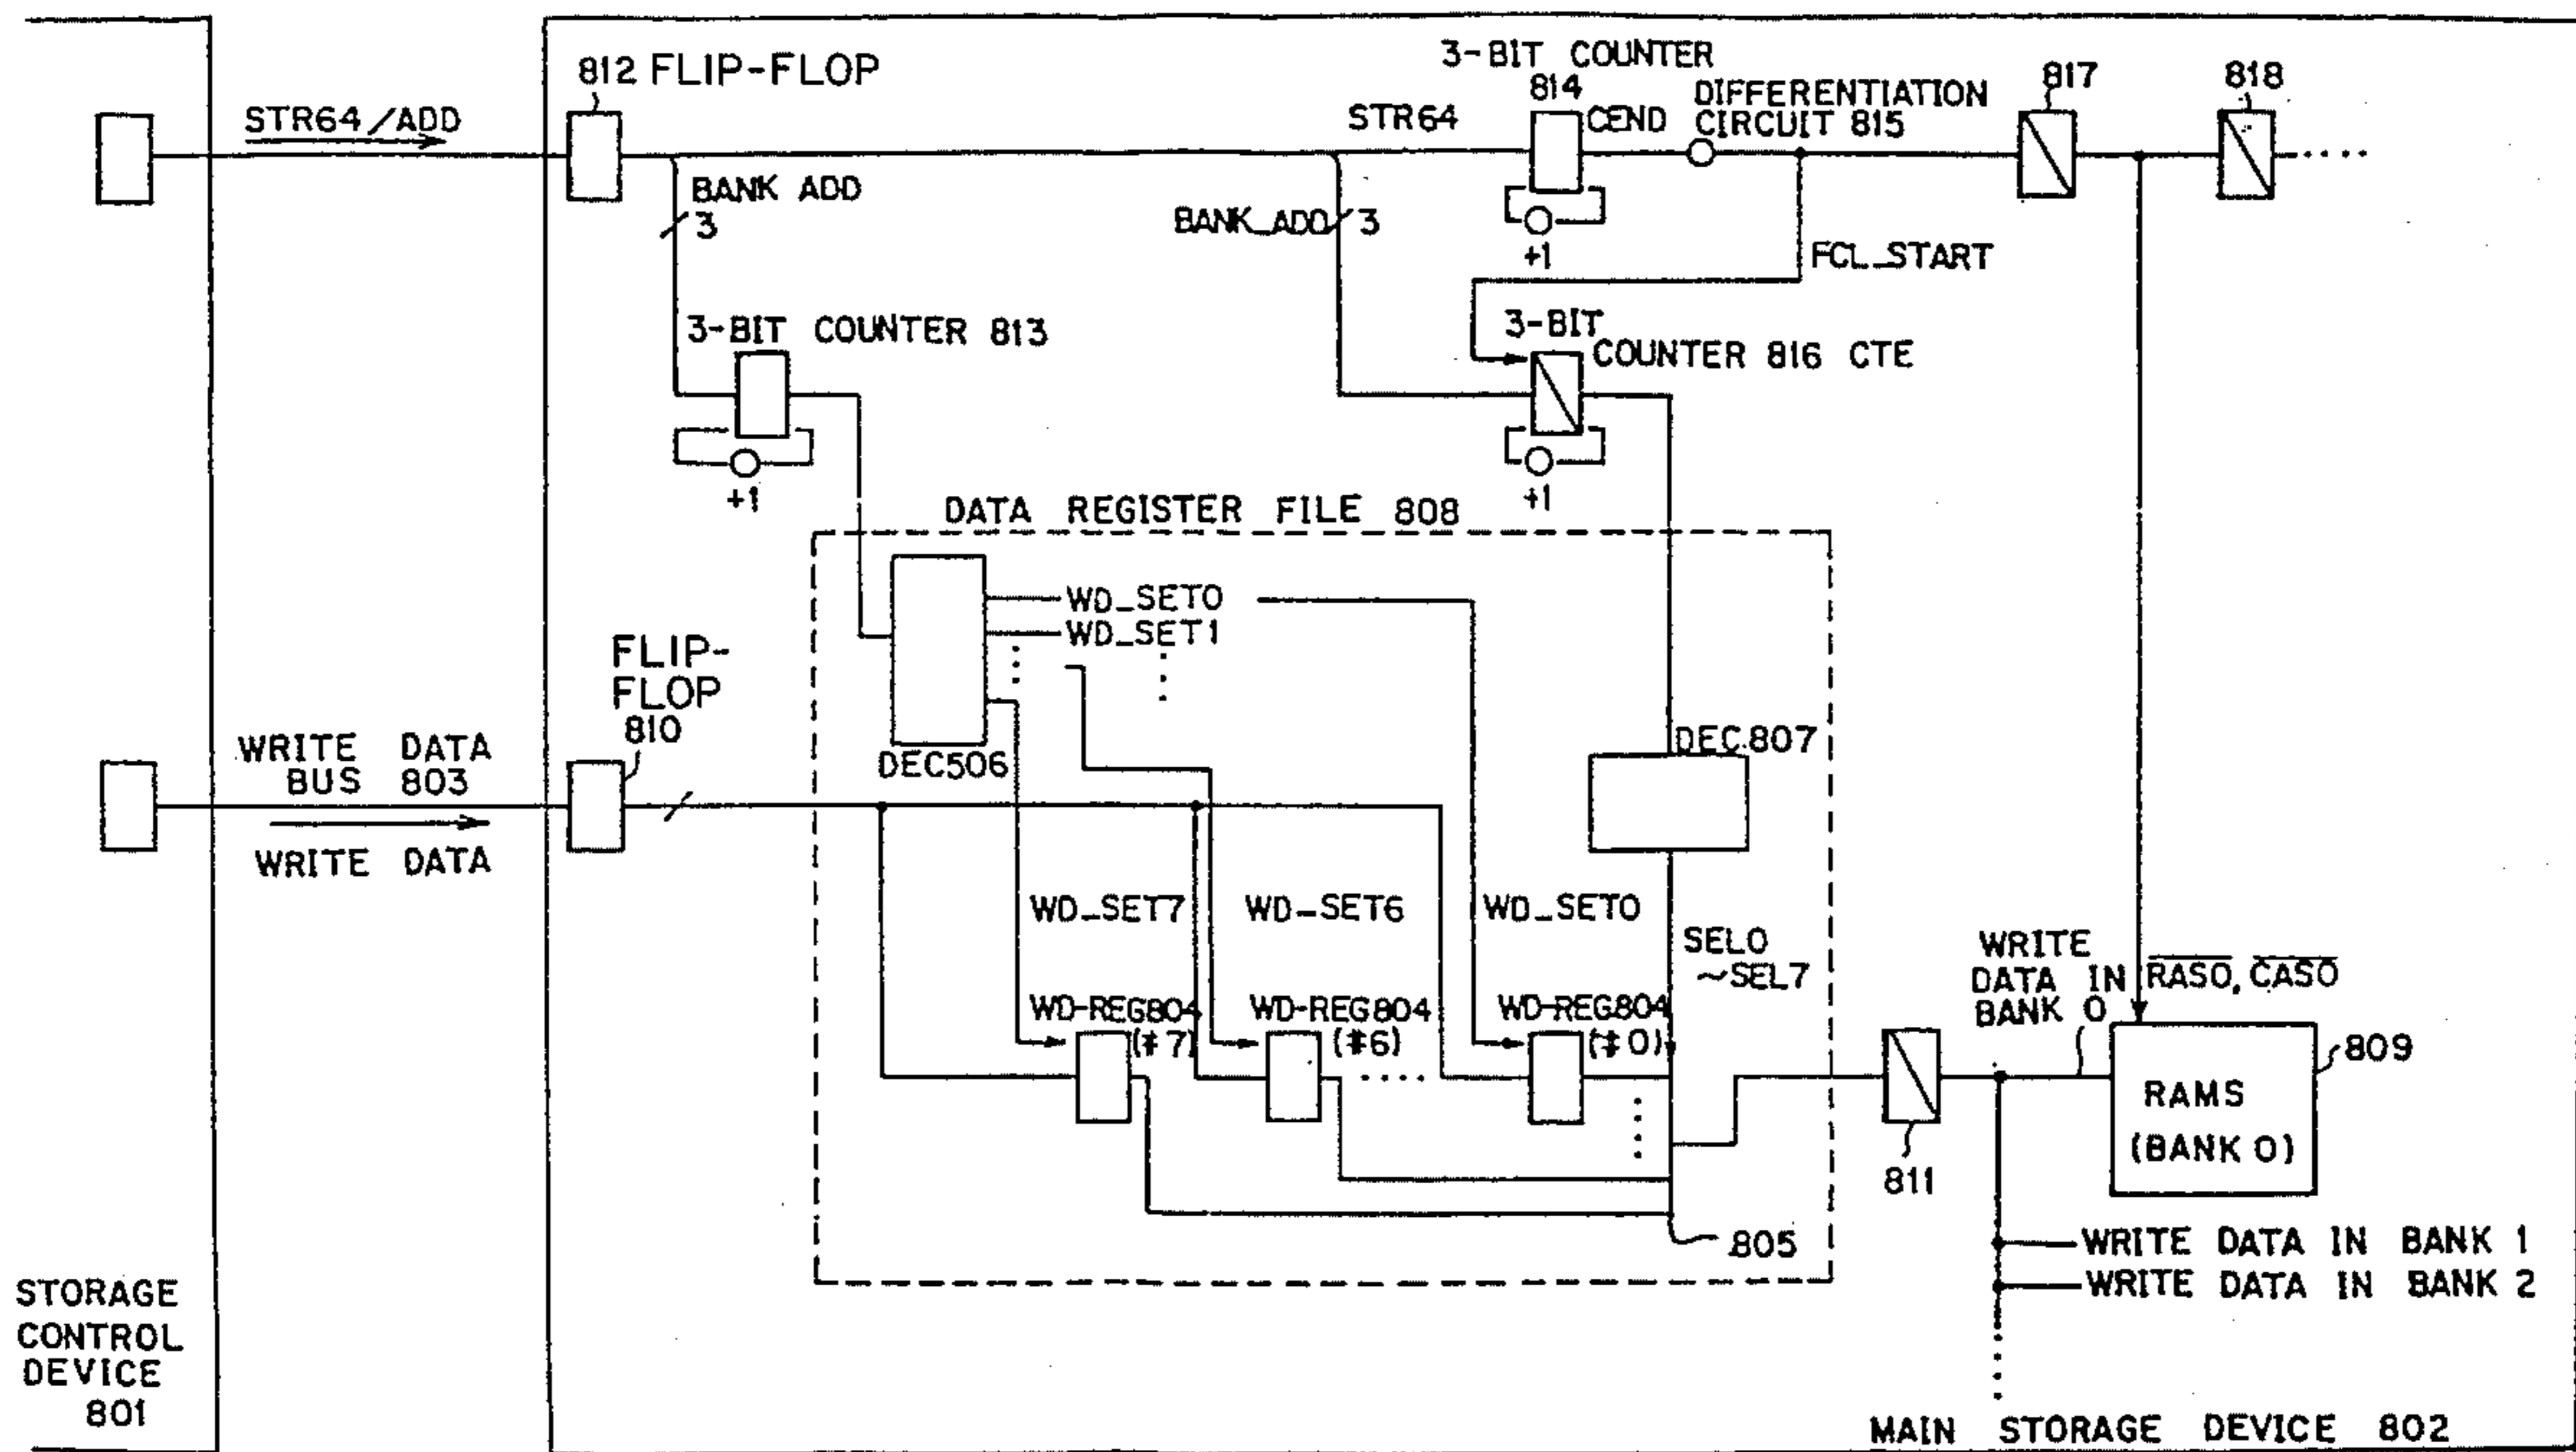 3-BIT COUNTER
812 FLIP-FLOP
814
817
818
STR64/ADD
STR64
CEND
DIFFERENTIATION
CIRCUIT 815
BANK ADD
3
BANK_ADD
3
+1
FCL_START
3-BIT COUNTER 813
3-BIT
COUNTER 816 CTE
+1
+1
DATA REGISTER FILE 808
WD_SET0
WD_SET1
FLIP-
FLOP
810
DEC506
DEC.807
WRITE DATA
BUS 803
WRITE DATA
WD_SET7
WD-SET6
WD_SET0
SEL0
~SEL7
WRITE
DATA IN
BANK 0
RAS0, CAS0
WD-REG804
(#7)
WD-REG804
(#6)
WD-REG804
(#0)
809
RAMS
(BANK 0)
811
805
WRITE DATA IN BANK 1
WRITE DATA IN BANK 2
STORAGE
CONTROL
DEVICE
801
MAIN STORAGE DEVICE 802